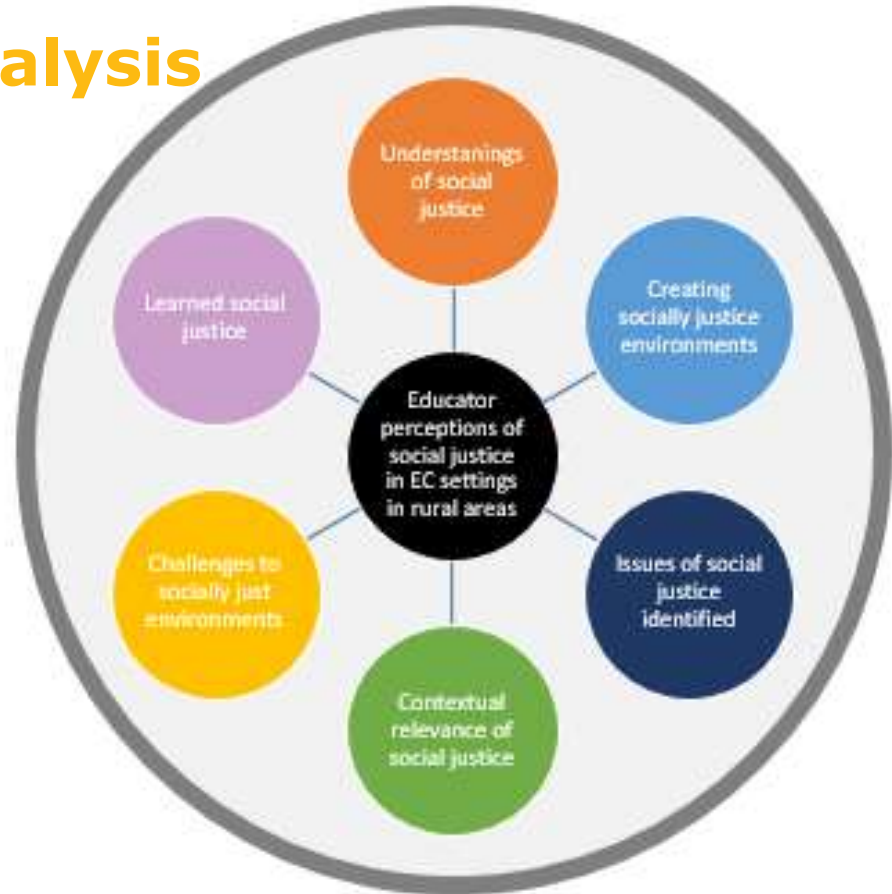 alysis
Understanings
of social
justice
Creating
socially justice
environments
Issues of social
justice
identified
Contextual
relevance of
social justice
Challenges to
socially just
environments
Learned social
justice
Educator
perceptions of
social justice
in EC settings
in rural areas